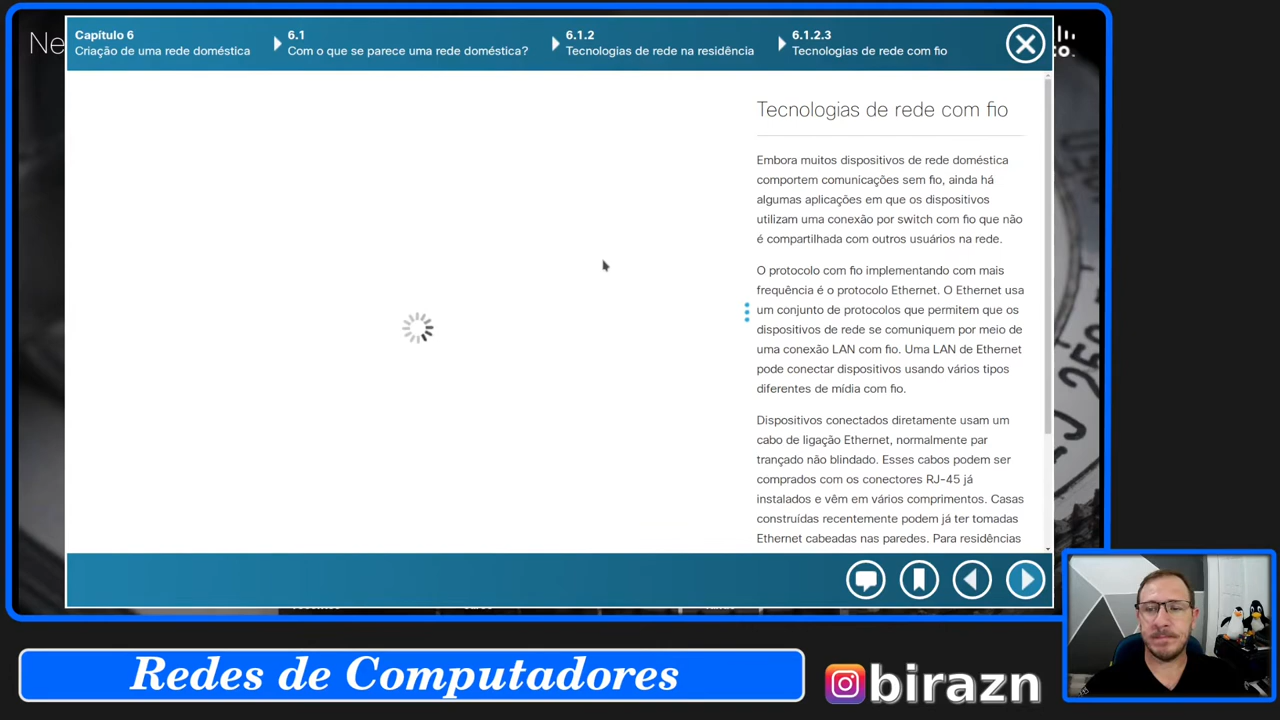 Ne
Capítulo 6
Criação de uma rede doméstica
6.1
Com o que se parece uma rede doméstica?
6.1.2
Tecnologias de rede na residência
6.1.2.3
Tecnologias de rede com fio
Tecnologias de rede com fio
Embora muitos dispositivos de rede doméstica
comportem comunicações sem fio, ainda há
algumas aplicações em que os dispositivos
utilizam uma conexão por switch com fio que não
é compartilhada com outros usuários na rede.
O protocolo com fio implementando com mais
frequência é o protocolo Ethernet. O Ethernet usa
um conjunto de protocolos que permitem que os
dispositivos de rede se comuniquem por meio de
uma conexão LAN com fio. Uma LAN de Ethernet
pode conectar dispositivos usando vários tipos
diferentes de mídia com fio.
Dispositivos conectados diretamente usam um
cabo de ligação Ethernet, normalmente par
trançado não blindado. Esses cabos podem ser
comprados com os conectores RJ-45 já
instalados e vêm em vários comprimentos. Casas
construídas recentemente podem já ter tomadas
Ethernet cabeadas nas paredes. Para residências
Redes de Computadores
birazn